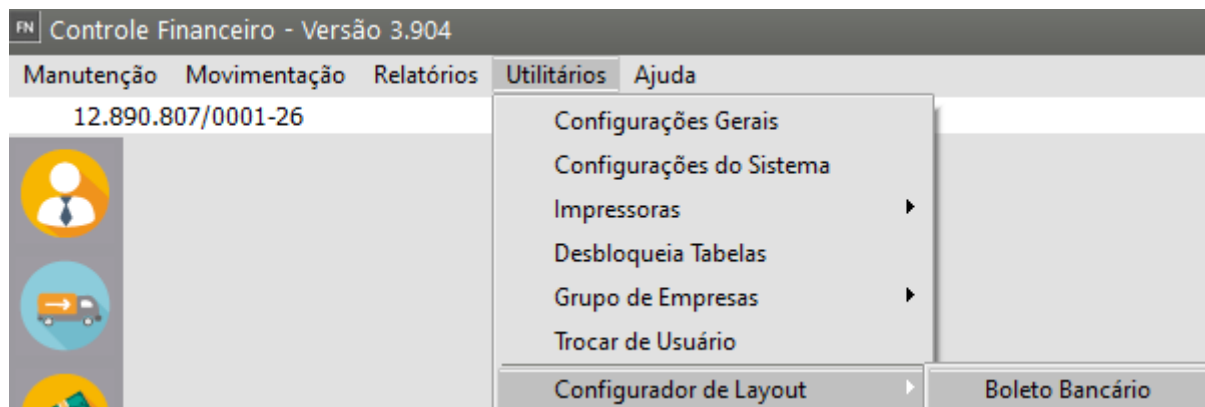 FN Controle Financeiro - Versão 3.904
Manutenção Movimentação Relatórios Utilitários Ajuda
12.890.807/0001-26
Configurações Gerais
Configurações do Sistema
Impressoras
Desbloqueia Tabelas
Grupo de Empresas
Trocar de Usuário
Configurador de Layout Boleto Bancário